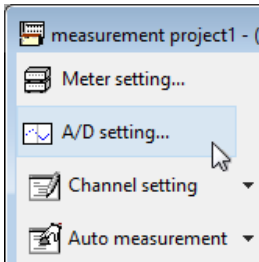 measurement project1 - (
Meter setting...
A/D setting...
Channel setting
Auto measurement